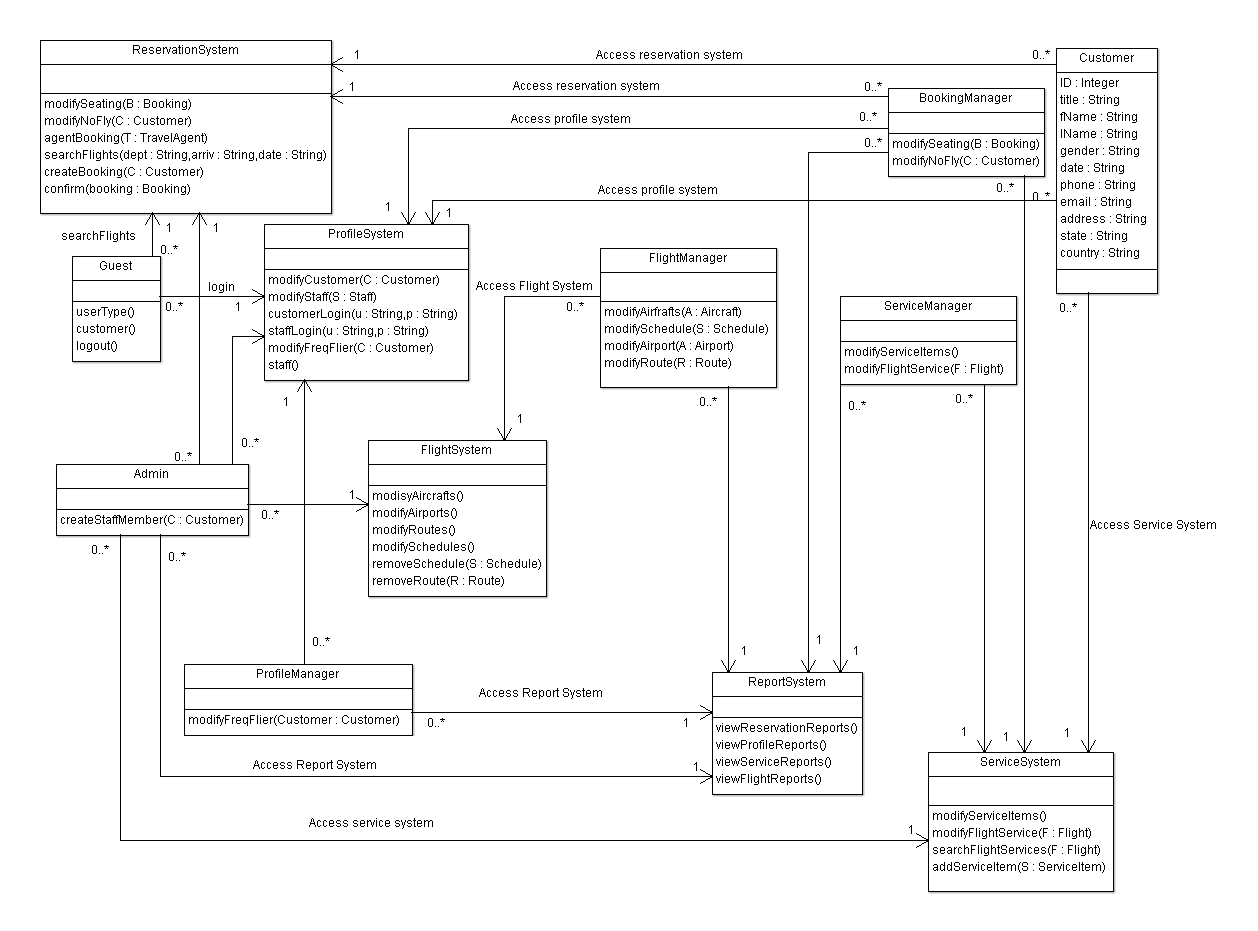 ReservationSystem
modifySeating(B : Booking)
modifyNoFly(C : Customer)
agentBooking(T : TravelAgent)
searchFlights(dept : String,arriv : String,date : String)
createBooking(C : Customer)
confirm(booking : Booking)
1
Access reservation system
0..*
1
Access reservation system
0..*
Access profile system
0..*
0..*
Customer
ID : Integer
title : String
fName : String
lName : String
gender : String
date : String
phone : String
email : String
address : String
state : String
country : String
BookingManager
modifySeating(B : Booking)
modifyNoFly(C : Customer)
0..*
Access profile system
0..*
1
1
searchFlights
1
1
0..*
Guest
userType()
customer()
logout()
login
0..*
1
ProfileSystem
modifyCustomer(C : Customer)
modifyStaff(S : Staff)
customerLogin(u : String,p : String)
staffLogin(u : String,p : String)
modifyFreqFlier(C : Customer)
staff()
1
Access Flight System
0..*
1
FlightManager
modifyAirfrafts(A : Aircraft)
modifySchedule(S : Schedule)
modifyAirport(A : Airport)
modifyRoute(R : Route)
0..*
ServiceManager
modifyServiceItems()
modifyFlightService(F : Flight)
0..*
0..*
0..*
0..*
0..*
Admin
createStaffMember(C : Customer)
0..*
0..*
0..*
1
FlightSystem
modisyAircrafts()
modifyAirports()
modifyRoutes()
modifySchedules()
removeSchedule(S : Schedule)
removeRoute(R : Route)
Access Service System
0..*
ProfileManager
modifyFreqFlier(Customer : Customer)
Access Report System
0..*
1
1
1
1
ReportSystem
viewReservationReports()
viewProfileReports()
viewServiceReports()
viewFlightReports()
Access Report System
1
1
1
1
ServiceSystem
modifyServiceItems()
modifyFlightService(F : Flight)
searchFlightServices(F : Flight)
addServiceItem(S : ServiceItem)
Access service system
1